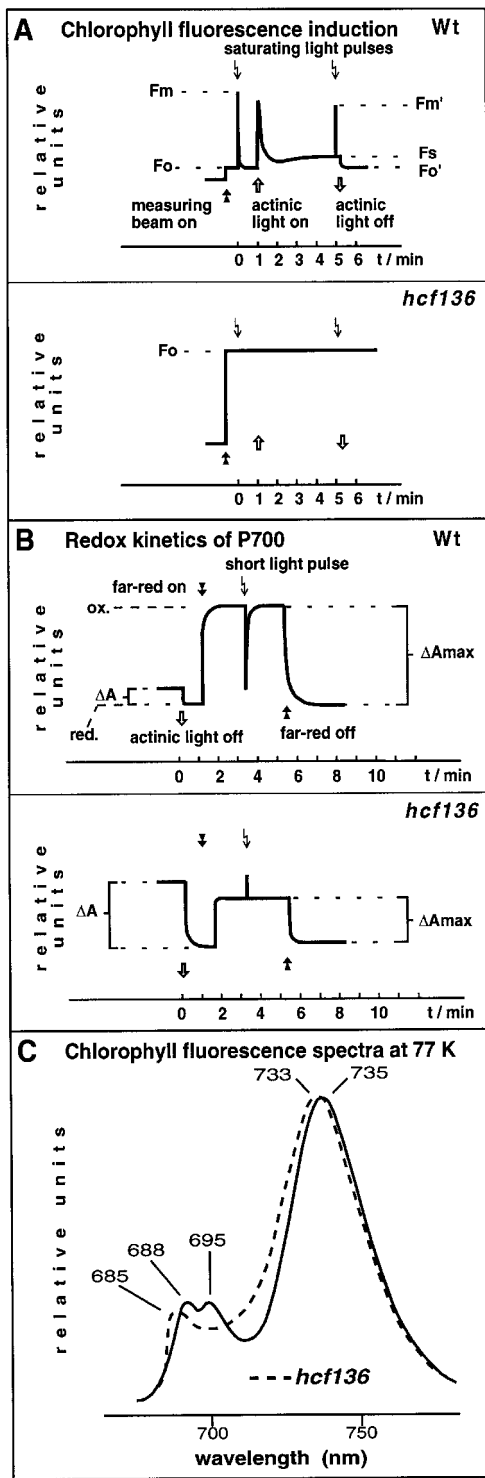 A Chlorophyll fluorescence induction Wt
saturating light pulses
Fm
Fm'
Fo
Fs
Fo'
relative units
measuring beam on
actinic light on
actinic light off
0 1 2 3 4 5 6 t / min
hcf136
Fo
relative units
0 1 2 3 4 5 6 t / min
B Redox kinetics of P700 Wt
short light pulse
far-red on
ox.
ΔAmax
ΔA
red.
relative units
actinic light off
far-red off
0 2 4 6 8 10 t / min
hcf136
relative units
ΔA
ΔAmax
0 2 4 6 8 10 t / min
C Chlorophyll fluorescence spectra at 77 K
733 735
695
688
685
relative units
hcf136
700 750
wavelength (nm)